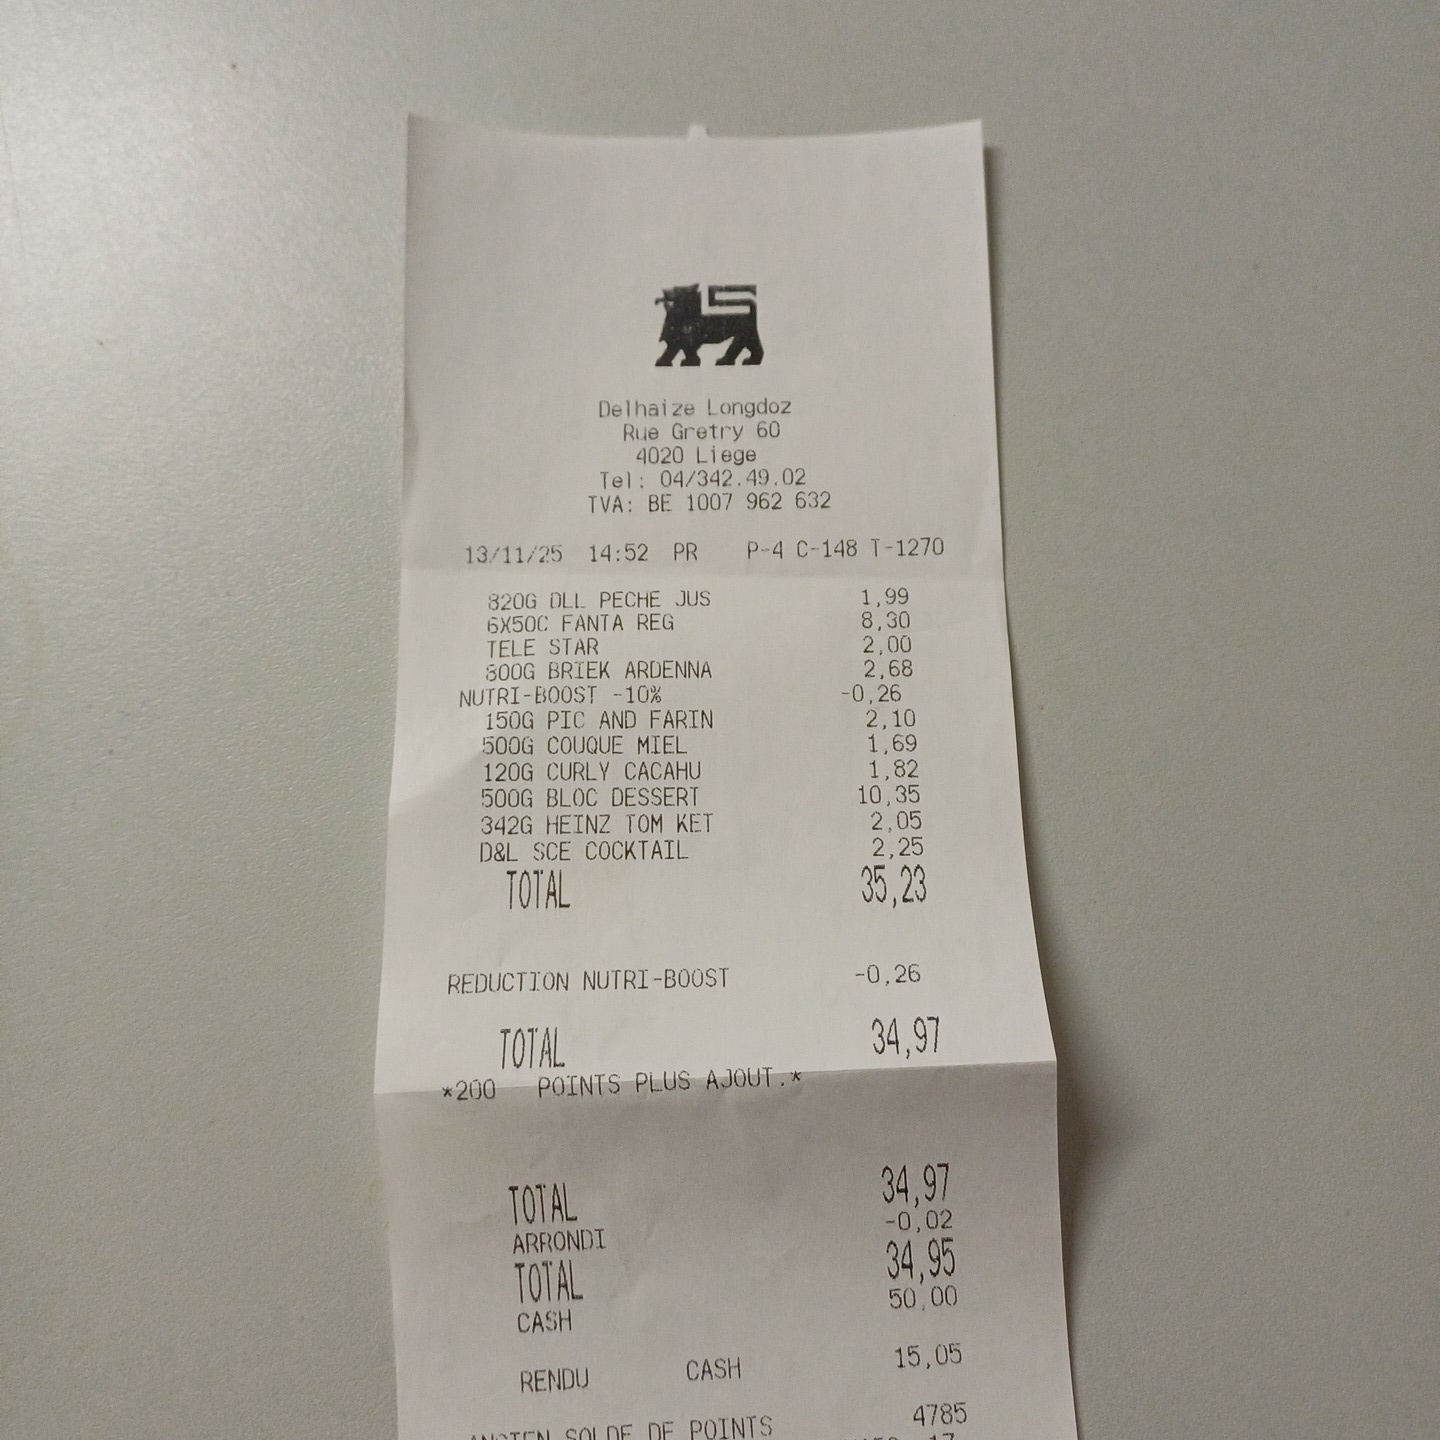 Delhaize Longdoz
Rue Gretry 60
4020 Liege
Tel: 04/342.49.02
TVA: BE 1007 962 632
13/11/25 14:52 PR P-4 C-148 T-1270
820G DLL PECHE JUS 1,99
6X50C FANTA REG 8,30
TELE STAR 2,00
800G BRIEK ARDENNA 2,68
NUTRI-BOOST -10% -0,26
150G PIC AND FARIN 2,10
500G COUQUE MIEL 1,69
120G CURLY CACAHU 1,82
500G BLOC DESSERT 10,35
342G HEINZ TOM KET 2,05
D&L SCE COCKTAIL 2,25
TOTAL 35,23
REDUCTION NUTRI-BOOST -0,26
TOTAL 34,97
*200 POINTS PLUS AJOUT.*
TOTAL 34,97
ARRONDI -0,02
TOTAL 34,95
CASH 50,00
RENDU CASH 15,05
ANCIEN SOLDE DE POINTS 4785